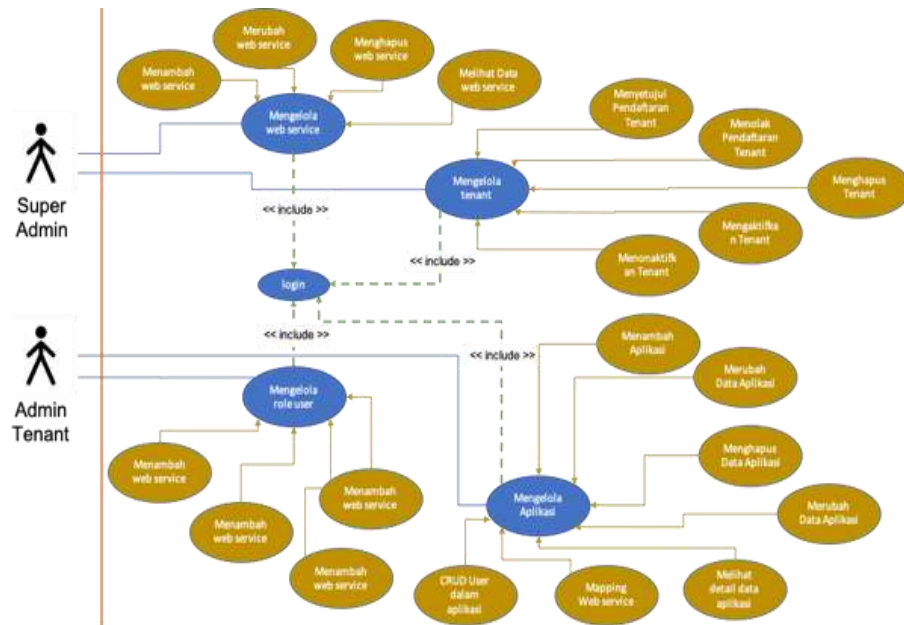 Menambah
web service
Merubah
web service
Menghapus
web service
Melihat Data
web service
Mengelola
web service
Super
Admin
<< include >>
Menyetujui
Pendaftaran
Tenant
Menolak
Pendaftaran
Tenant
Mengelola
tenant
Menghapus
Tenant
Mengaktifka
n Tenant
Menonaktifk
an Tenant
<< include >>
login
<< include >>
<< include >>
Admin
Tenant
Mengelola
role user
Menambah
web service
Menambah
web service
Menambah
web service
Menambah
web service
Menambah
Aplikasi
Merubah
Data Aplikasi
Menghapus
Data Aplikasi
Mengelola
Aplikasi
Merubah
Data Aplikasi
CRUD User
dalam
aplikasi
Mapping
Web service
Melihat
detail data
aplikasi